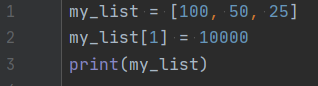 1 my_list = [100, 50, 25]
2 my_list[1] = 10000
3 print(my_list)